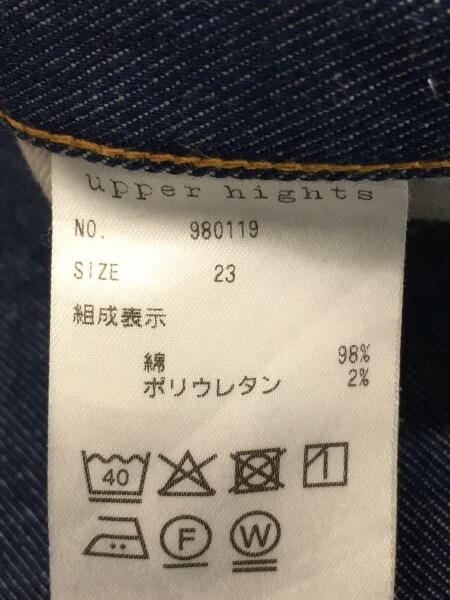 upper hights
NO. 980119
SIZE 23
組成表示
綿 98%
ポリウレタン 2%
40
F W